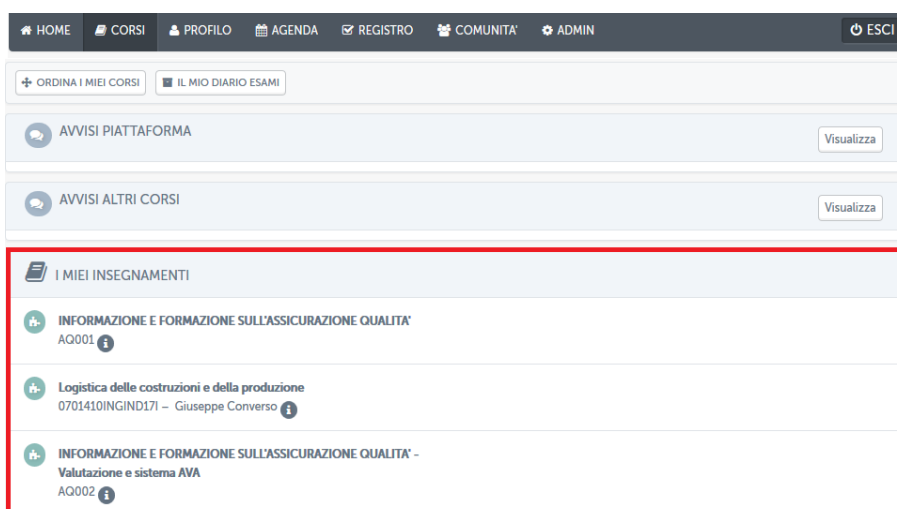 HOME CORSI PROFILO AGENDA REGISTRO COMUNITA' ADMIN ESCI
ORDINA I MIEI CORSI IL MIO DIARIO ESAMI
AVVISI PIATTAFORMA
Visualizza
AVVISI ALTRI CORSI
Visualizza
I MIEI INSEGNAMENTI
INFORMAZIONE E FORMAZIONE SULL'ASSICURAZIONE QUALITA'
AQ001
Logistica delle costruzioni e della produzione
0701410INGIND17I – Giuseppe Converso
INFORMAZIONE E FORMAZIONE SULL'ASSICURAZIONE QUALITA' -
Valutazione e sistema AVA
AQ002